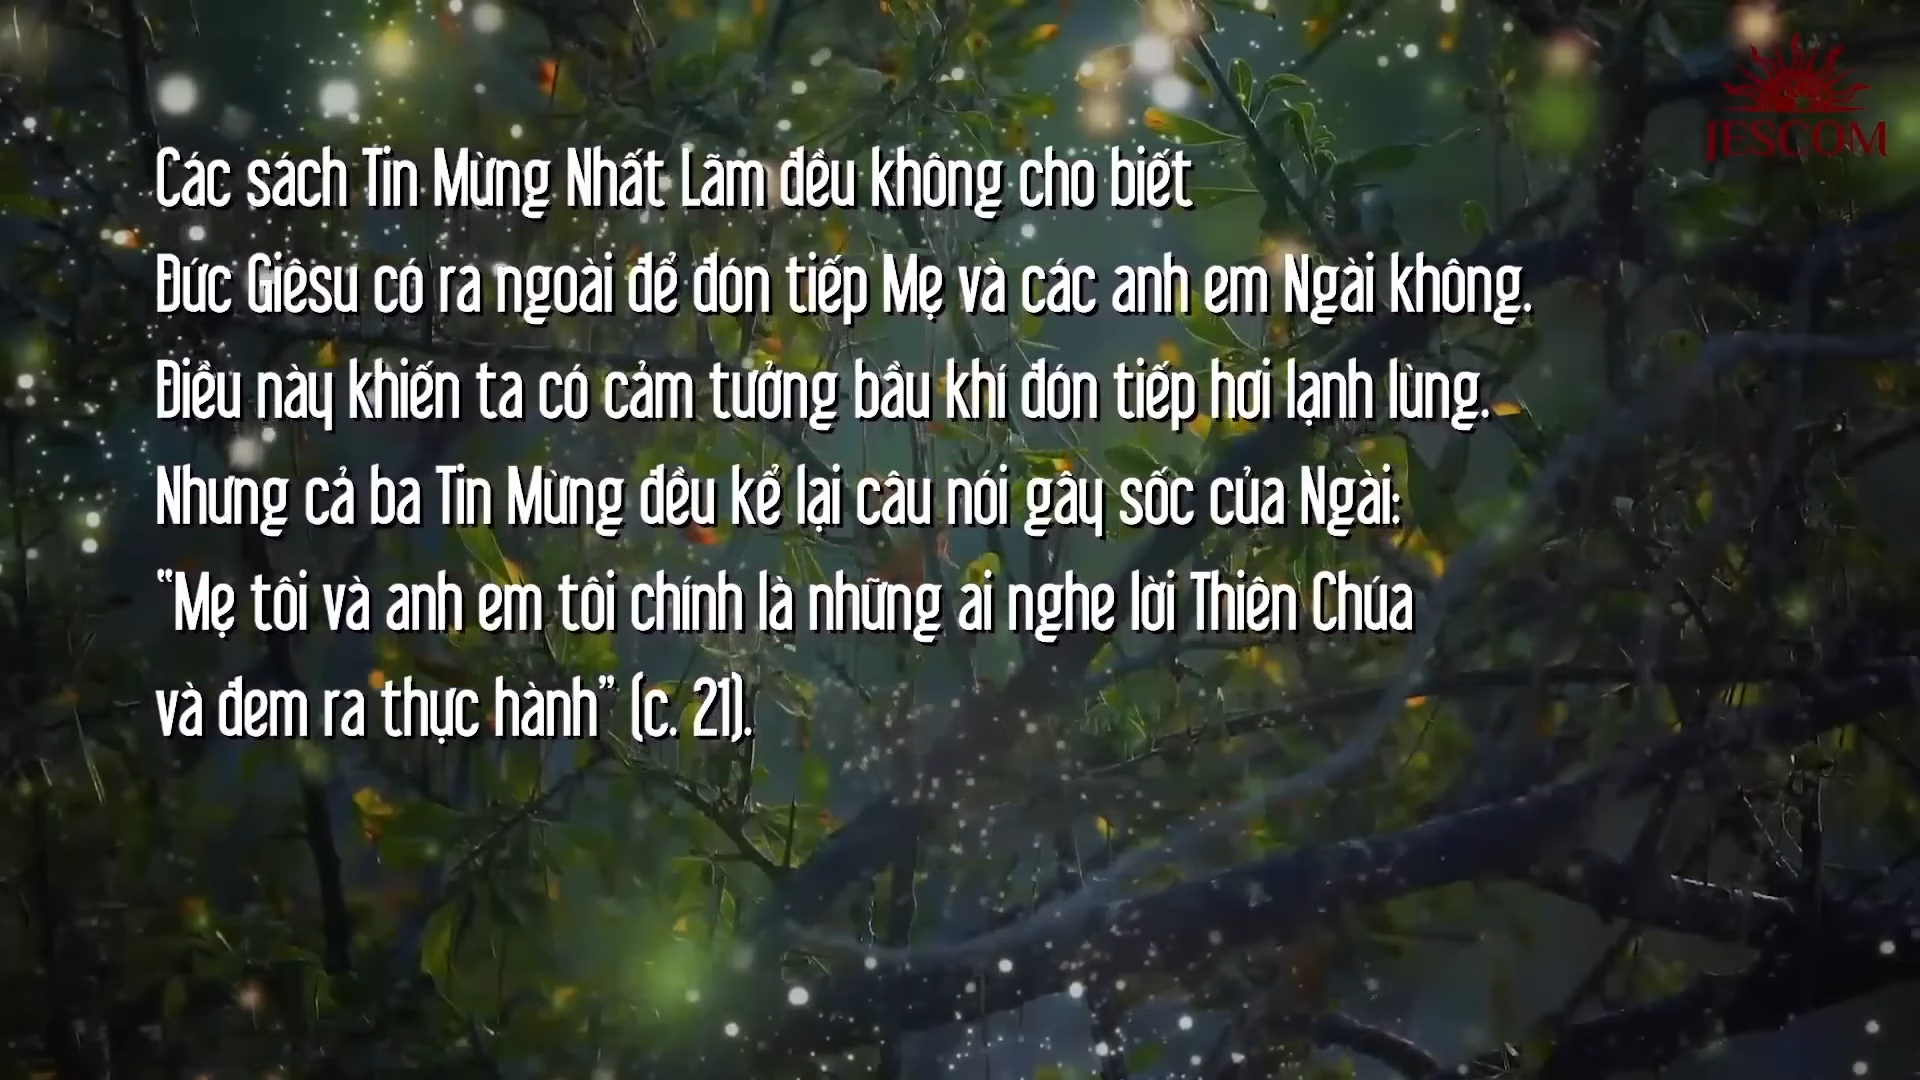 JESCOM
Các sách Tin Mừng Nhất Lãm đều không cho biết
Đức Giêsu có ra ngoài để đón tiếp Mẹ và các anh em Ngài không.
Điều này khiến ta có cảm tưởng bầu khí đón tiếp hơi lạnh lùng.
Nhưng cả ba Tin Mừng đều kể lại câu nói gây sốc của Ngài:
“Mẹ tôi và anh em tôi chính là những ai nghe lời Thiên Chúa
và đem ra thực hành” (c. 21).